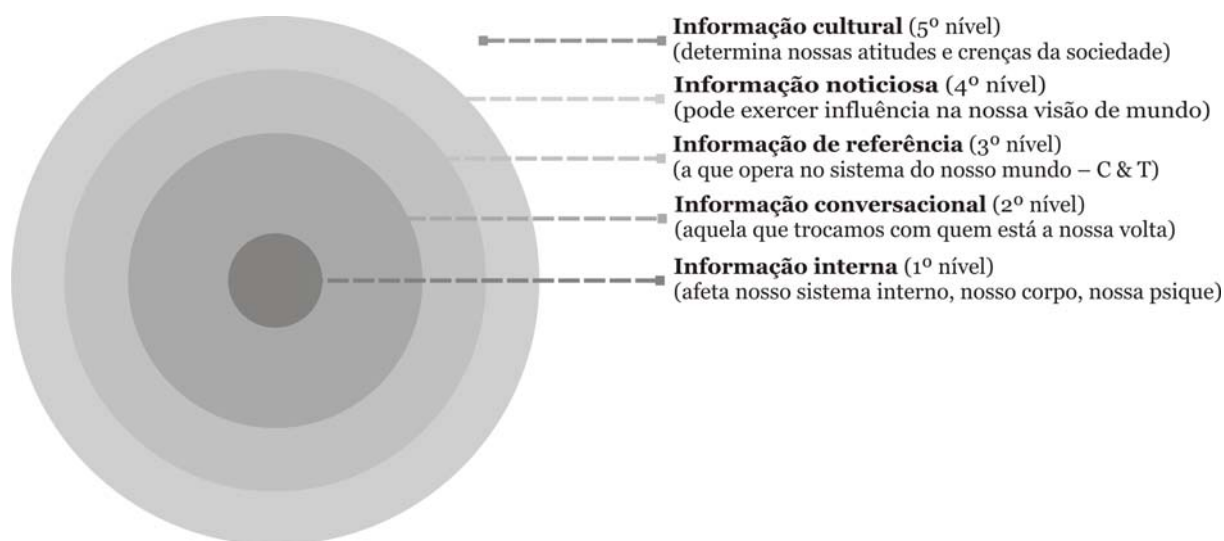 Informação cultural (5º nível)
(determina nossas atitudes e crenças da sociedade)
Informação noticiosa (4º nível)
(pode exercer influência na nossa visão de mundo)
Informação de referência (3º nível)
(a que opera no sistema do nosso mundo – C & T)
Informação conversacional (2º nível)
(aquela que trocamos com quem está a nossa volta)
Informação interna (1º nível)
(afeta nosso sistema interno, nosso corpo, nossa psique)